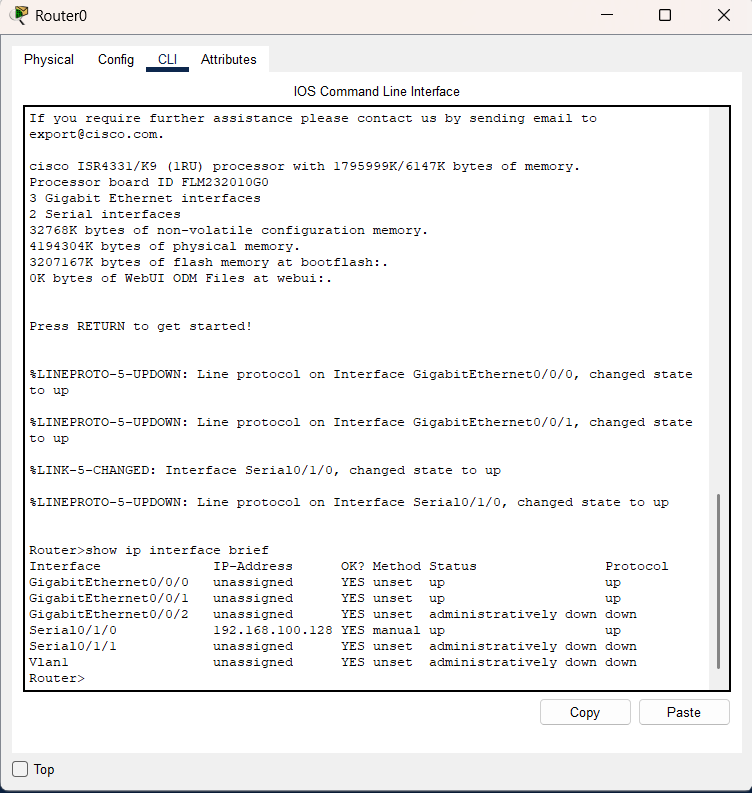 Router0
Physical Config CLI Attributes
IOS Command Line Interface
If you require further assistance please contact us by sending email to
export@cisco.com.
cisco ISR4331/K9 (1RU) processor with 1795999K/6147K bytes of memory.
Processor board ID FLM232010G0
3 Gigabit Ethernet interfaces
2 Serial interfaces
32768K bytes of non-volatile configuration memory.
4194304K bytes of physical memory.
3207167K bytes of flash memory at bootflash:.
0K bytes of WebUI ODM Files at webui:.
Press RETURN to get started!
%LINEPROTO-5-UPDOWN: Line protocol on Interface GigabitEthernet0/0/0, changed state
to up
%LINEPROTO-5-UPDOWN: Line protocol on Interface GigabitEthernet0/0/1, changed state
to up
%LINK-5-CHANGED: Interface Serial0/1/0, changed state to up
%LINEPROTO-5-UPDOWN: Line protocol on Interface Serial0/1/0, changed state to up
Router>show ip interface brief
Interface IP-Address OK? Method Status Protocol
GigabitEthernet0/0/0 unassigned YES unset up up
GigabitEthernet0/0/1 unassigned YES unset up up
GigabitEthernet0/0/2 unassigned YES unset administratively down down
Serial0/1/0 192.168.100.128 YES manual up up
Serial0/1/1 unassigned YES unset administratively down down
Vlan1 unassigned YES unset administratively down down
Router>
Copy Paste
Top